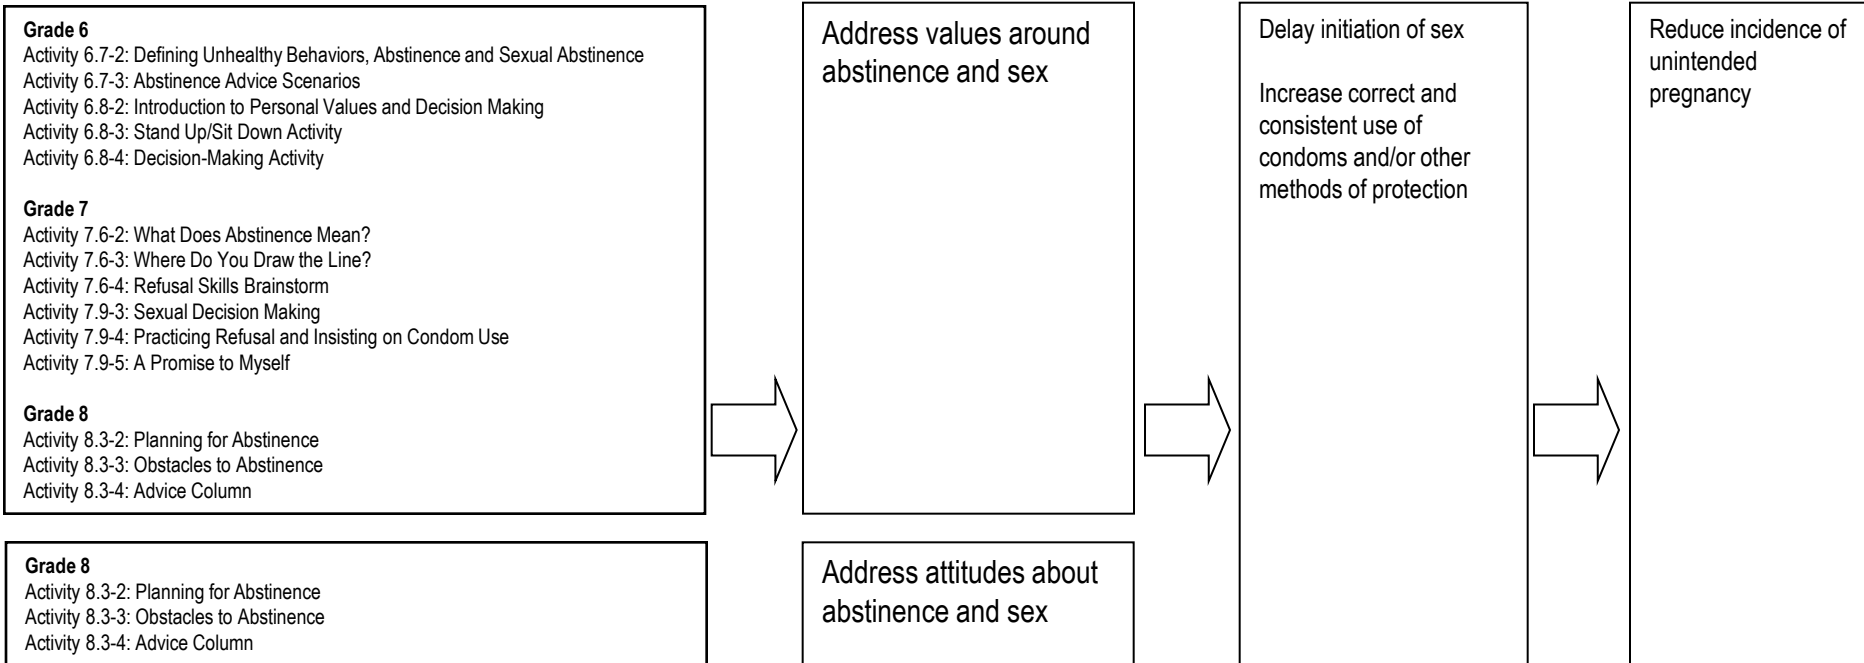 Grade 6
Activity 6.7-2: Defining Unhealthy Behaviors, Abstinence and Sexual Abstinence
Activity 6.7-3: Abstinence Advice Scenarios
Activity 6.8-2: Introduction to Personal Values and Decision Making
Activity 6.8-3: Stand Up/Sit Down Activity
Activity 6.8-4: Decision-Making Activity
Grade 7
Activity 7.6-2: What Does Abstinence Mean?
Activity 7.6-3: Where Do You Draw the Line?
Activity 7.6-4: Refusal Skills Brainstorm
Activity 7.9-3: Sexual Decision Making
Activity 7.9-4: Practicing Refusal and Insisting on Condom Use
Activity 7.9-5: A Promise to Myself
Grade 8
Activity 8.3-2: Planning for Abstinence
Activity 8.3-3: Obstacles to Abstinence
Activity 8.3-4: Advice Column
Address values around
abstinence and sex
Delay initiation of sex
Increase correct and
consistent use of
condoms and/or other
methods of protection
Reduce incidence of
unintended
pregnancy
Grade 8
Activity 8.3-2: Planning for Abstinence
Activity 8.3-3: Obstacles to Abstinence
Activity 8.3-4: Advice Column
Address attitudes about
abstinence and sex